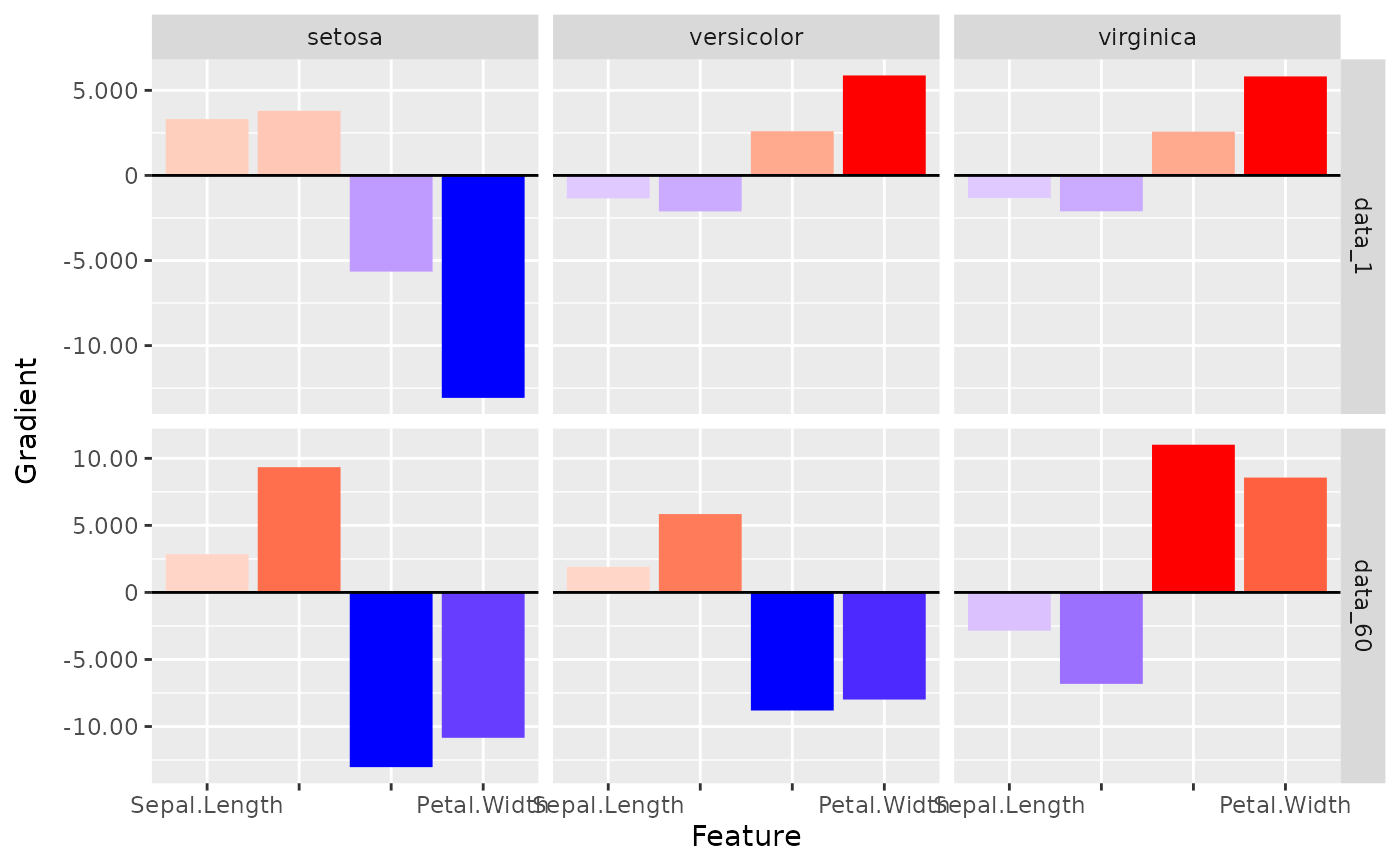 setosa
versicolor
virginica
5.000
0
-5.000
-10.00
data_1
Gradient
10.00
5.000
0
-5.000
-10.00
data_60
Sepal.Length
Petal.Width
Sepal.Length
Petal.Width
Sepal.Length
Petal.Width
Feature